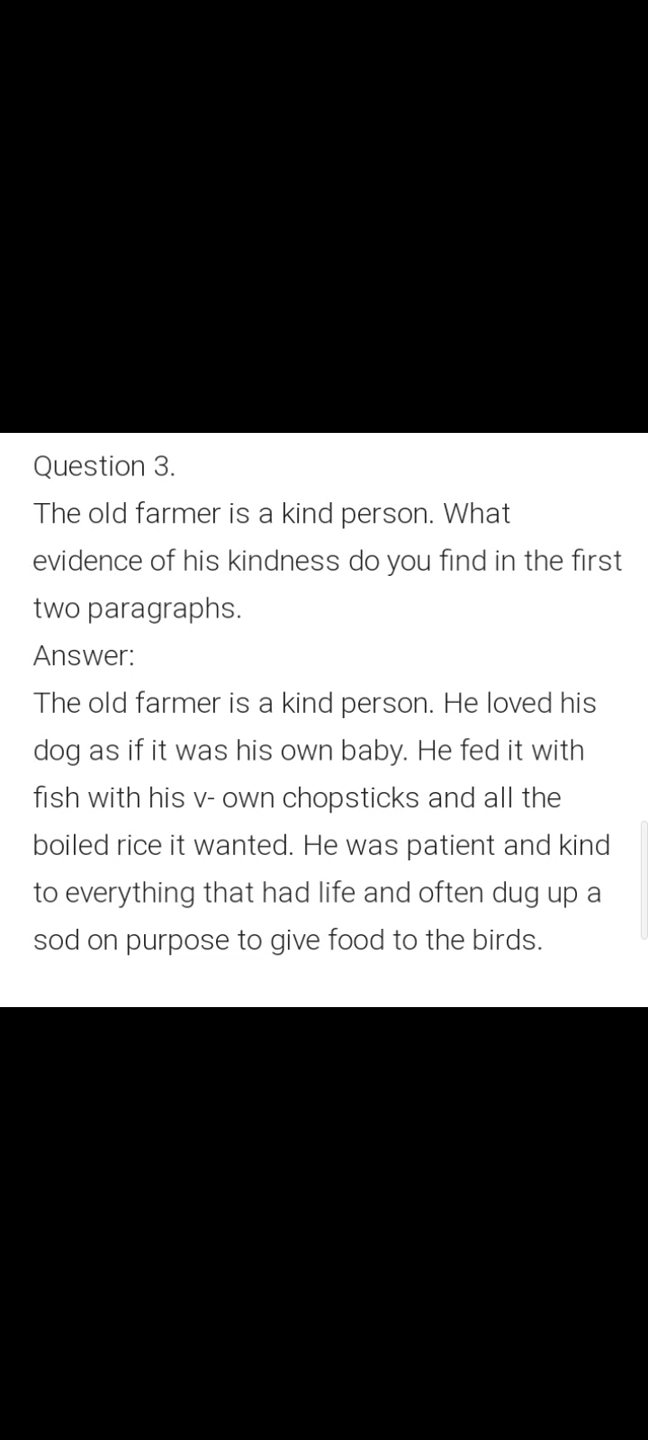 Question 3.
The old farmer is a kind person. What
evidence of his kindness do you find in the first
two paragraphs.
Answer:
The old farmer is a kind person. He loved his
dog as if it was his own baby. He fed it with
fish with his v- own chopsticks and all the
boiled rice it wanted. He was patient and kind
to everything that had life and often dug up a
sod on purpose to give food to the birds.